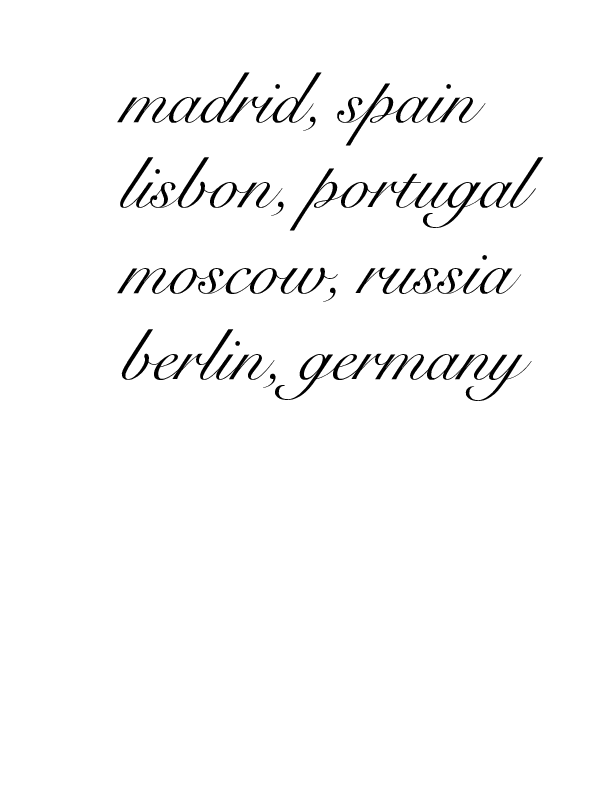 madrid, spain
lisbon, portugal
moscow, russia
berlin, germany